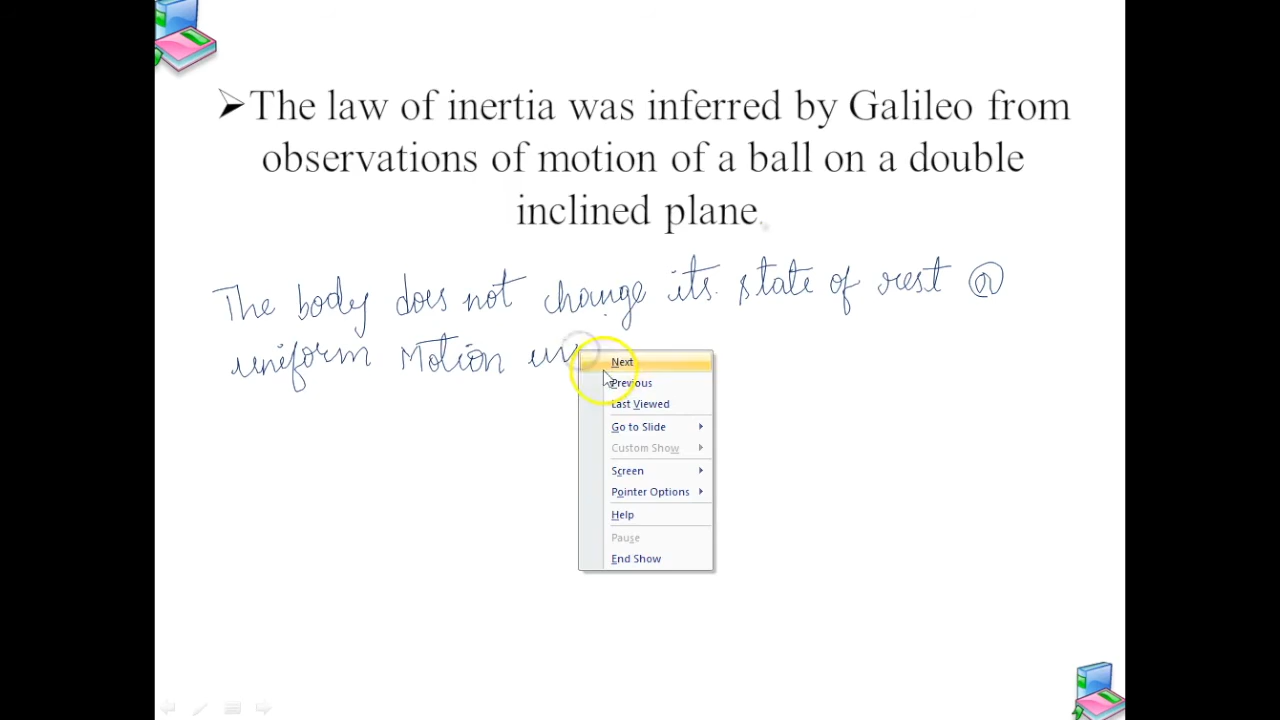 ➢The law of inertia was inferred by Galileo from
observations of motion of a ball on a double
inclined plane.
The body does not change its state of rest @
uniform Motion un
Next
Previous
Last Viewed
Go to Slide
Custom Show
Screen
Pointer Options
Help
Pause
End Show